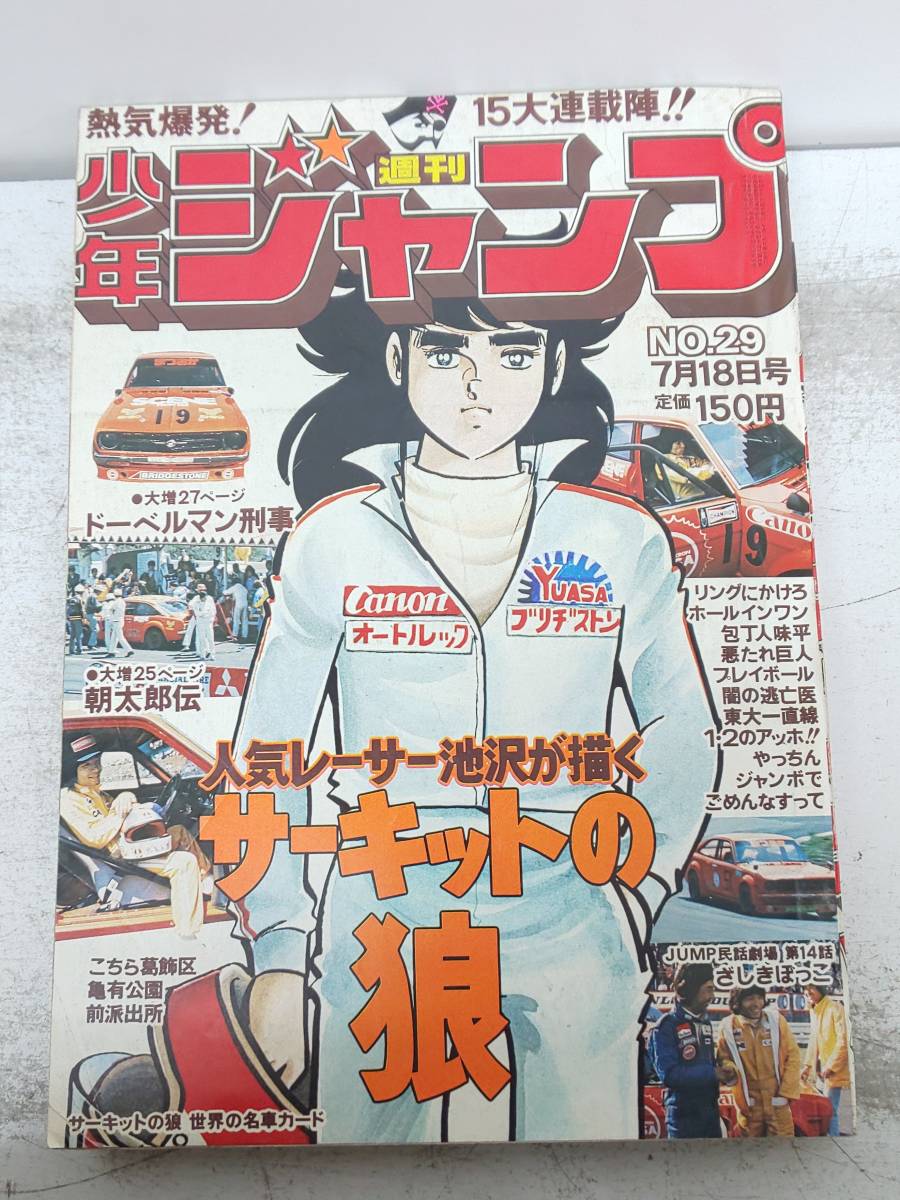 熱気爆発!
15大連載陣!!
少年
週刊
ジャンプ
NO.29
7月18日号
定価150円
19
BRIDGESTONE
●大増27ページ
ドーベルマン刑事
CHAMPION
Canon
19
Canon
オートルック
YUASA
ブリヂストン
リングにかけろ
ホールインワン
包丁人味平
悪たれ巨人
プレイボール
闇の逃亡医
東大一直線
1・2のアッホ!!
やっちん
ジャンボで
ごめんなすって
●大増25ページ
朝太郎伝
人気レーサー池沢が描く
サーキットの
狼
こちら葛飾区
亀有公園
前派出所
JUMP民話劇場 第14話
ざしきぼっこ
サーキットの狼 世界の名車カード